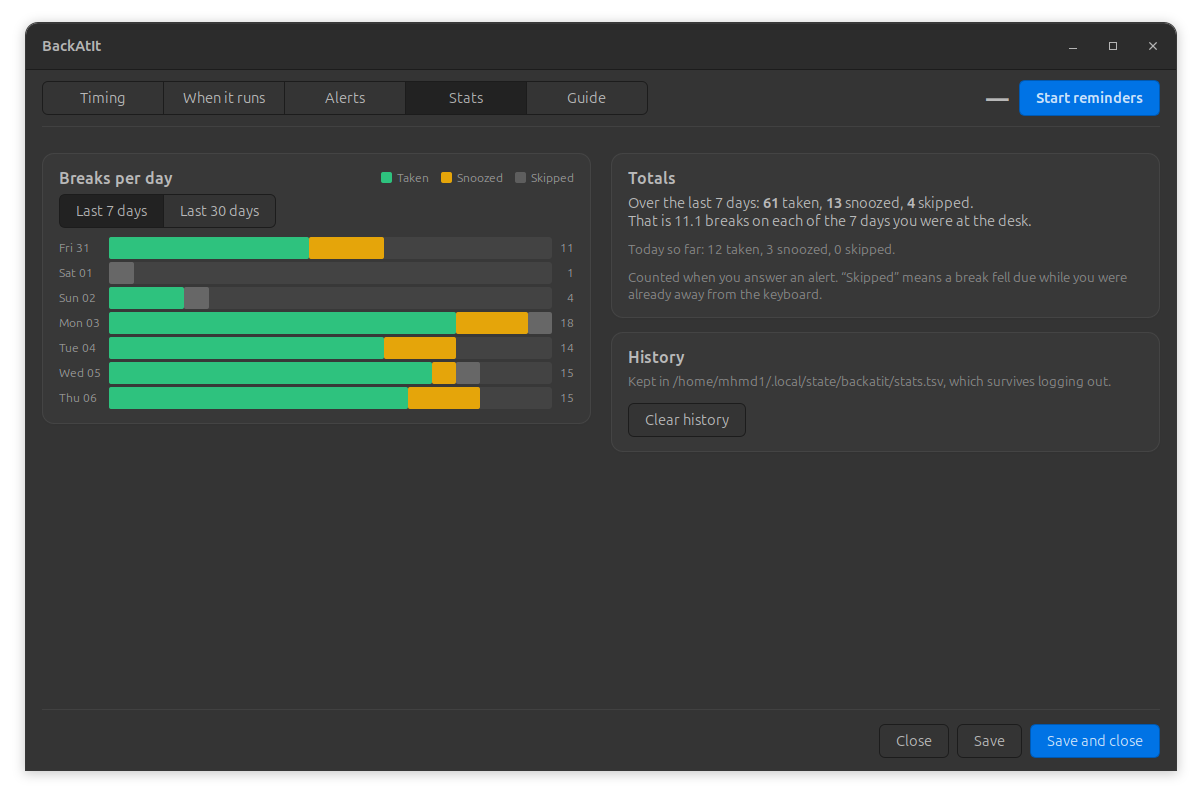 BackAtIt
Timing
When it runs
Alerts
Stats
Guide
Start reminders
Breaks per day
Taken
Snoozed
Skipped
Last 7 days
Last 30 days
Fri 31 11
Sat 01 1
Sun 02 4
Mon 03 18
Tue 04 14
Wed 05 15
Thu 06 15
Totals
Over the last 7 days: 61 taken, 13 snoozed, 4 skipped.
That is 11.1 breaks on each of the 7 days you were at the desk.
Today so far: 12 taken, 3 snoozed, 0 skipped.
Counted when you answer an alert. “Skipped” means a break fell due while you were
already away from the keyboard.
History
Kept in /home/mhmd1/.local/state/backatit/stats.tsv, which survives logging out.
Clear history
Close
Save
Save and close